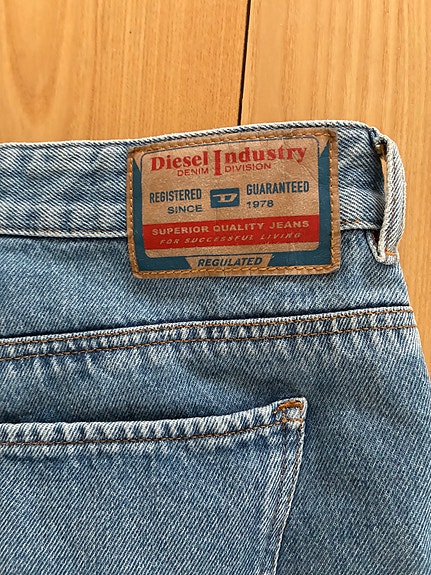 Diesel Industry
DENIM DIVISION
REGISTERED D GUARANTEED
SINCE 1978
SUPERIOR QUALITY JEANS
FOR SUCCESSFUL LIVING
REGULATED